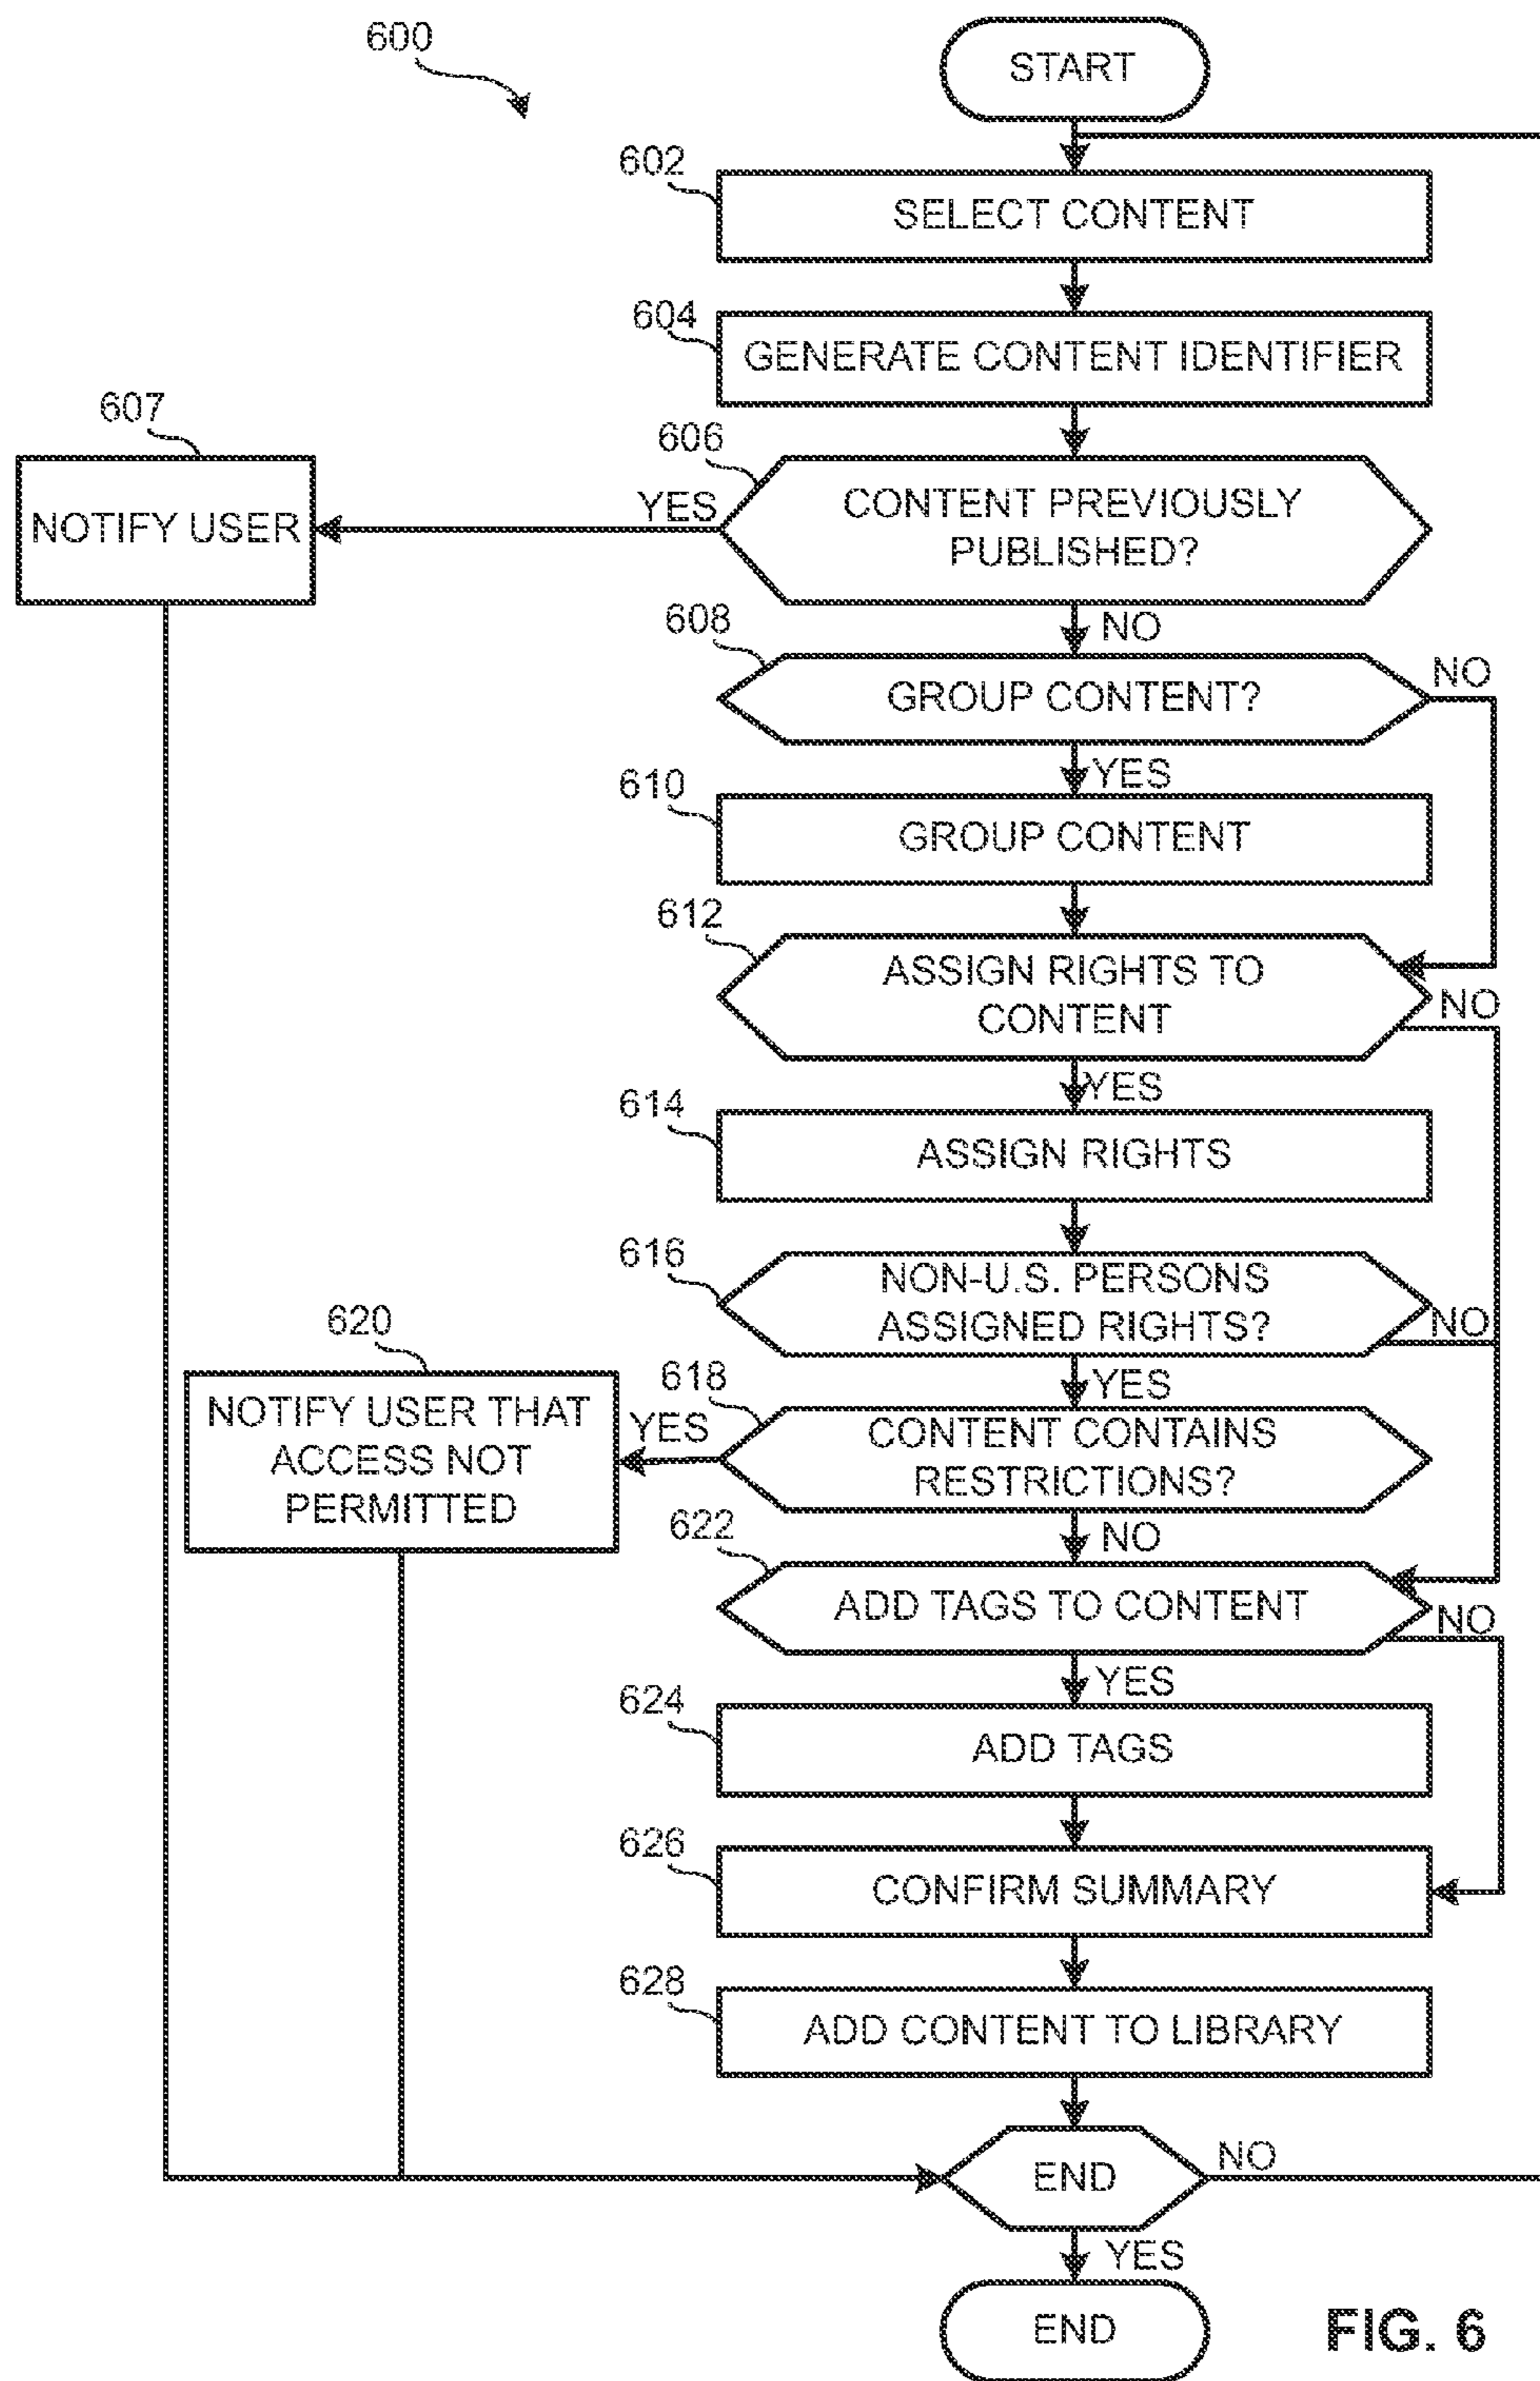 600
START
602
SELECT CONTENT
604
GENERATE CONTENT IDENTIFIER
607
606
NOTIFY USER
YES
CONTENT PREVIOUSLY
PUBLISHED?
608
NO
GROUP CONTENT?
NO
610
YES
GROUP CONTENT
612
ASSIGN RIGHTS TO
CONTENT
NO
614
YES
ASSIGN RIGHTS
616
NON-U.S. PERSONS
ASSIGNED RIGHTS?
NO
620
618
YES
NOTIFY USER THAT
ACCESS NOT
PERMITTED
YES
CONTENT CONTAINS
RESTRICTIONS?
622
NO
ADD TAGS TO CONTENT
NO
624
YES
ADD TAGS
626
CONFIRM SUMMARY
628
ADD CONTENT TO LIBRARY
END
NO
YES
END
FIG. 6